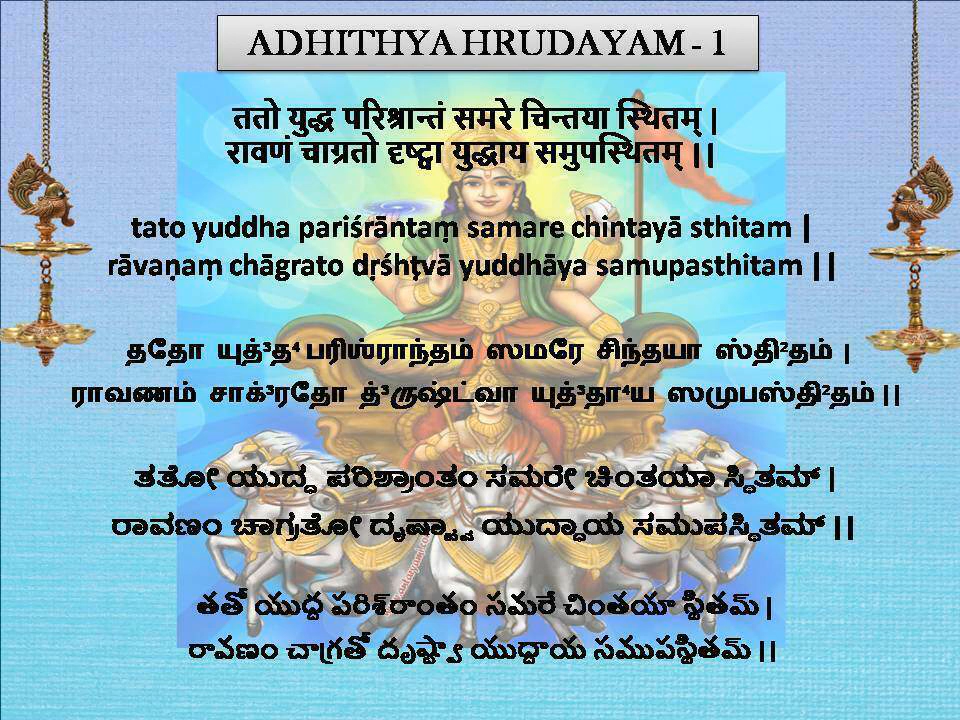 ADHITHYA HRUDAYAM - 1
ततो युद्ध परिश्रान्तं समरे चिन्तया स्थितम् |
रावणं चाग्रतो दृष्ट्वा युद्धाय समुपस्थितम् ||
tato yuddha pariśrāntaṃ samare chintayā sthitam |
rāvaṇaṃ chāgrato dṛśhṭvā yuddhāya samupasthitam ||
ததோ யுத்³த⁴ பரிஶ்ராந்தம் ஸமரே சிந்தயா ஸ்தி²தம் |
ராவணம் சாக்³ரதோ த்³ருஷ்ட்வா யுத்³தா⁴ய ஸமுபஸ்தி²தம் ||
ತತೋ ಯುದ್ಧ ಪರಿಶ್ರಾಂತಂ ಸಮರೇ ಚಿಂತಯಾ ಸ್ಥಿತಮ್ |
ರಾವಣಂ ಚಾಗ್ರತೋ ದೃಷ್ಟ್ವಾ ಯುದ್ಧಾಯ ಸಮುಪಸ್ಥಿತಮ್ ||
తతో యుద్ధ పరిశ్రాంతం సమరే చింతయా స్థితమ్ |
రావణం చాగ్రతో దృష్ట్వా యుద్ధాయ సముపస్థితమ్ ||